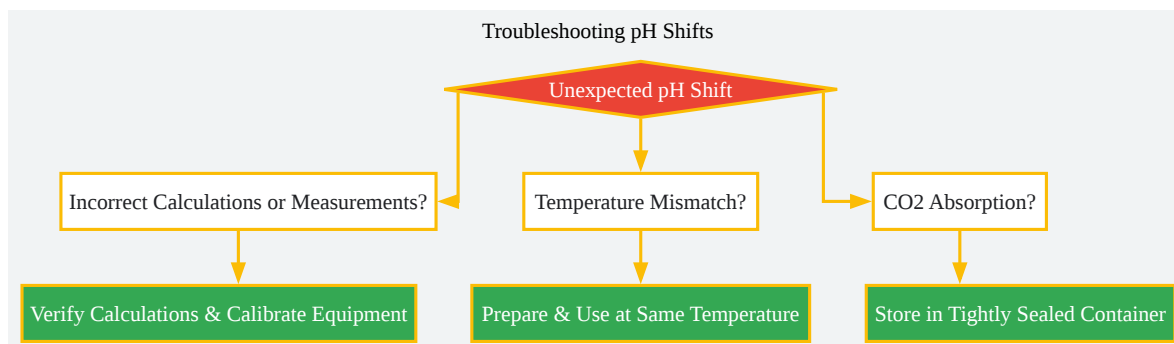 Troubleshooting pH Shifts
Unexpected pH Shift
Incorrect Calculations or Measurements?
Temperature Mismatch?
CO2 Absorption?
Verify Calculations & Calibrate Equipment
Prepare & Use at Same Temperature
Store in Tightly Sealed Container